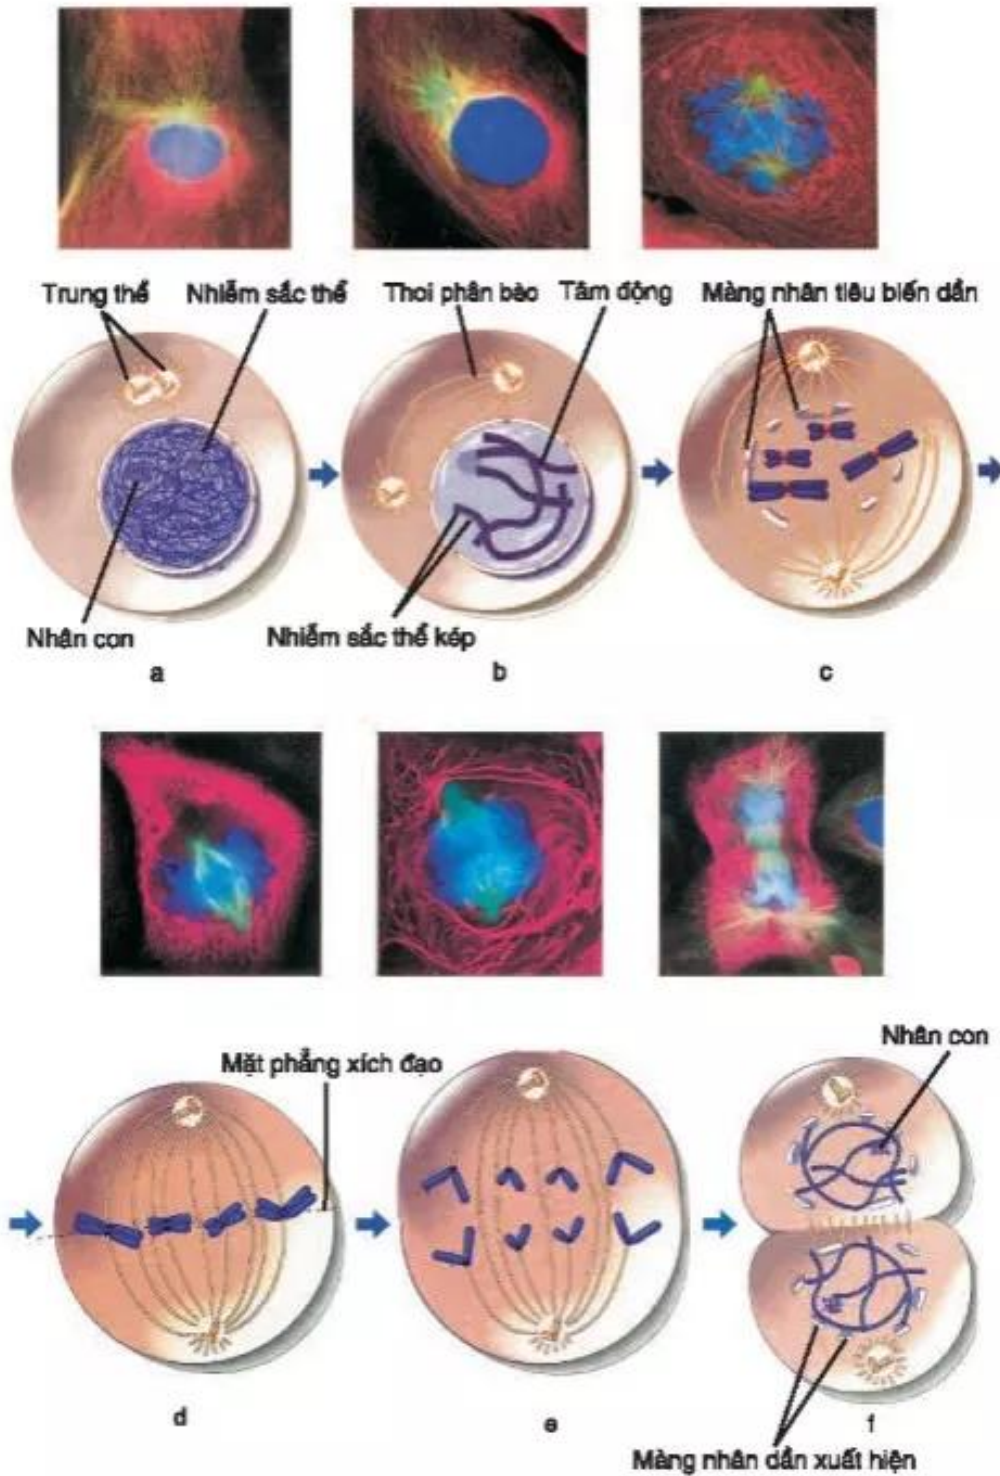 Trung thể
Nhiễm sắc thể
Thoi phân bào
Tâm động
Màng nhân tiêu biến dần
Nhân con
Nhiễm sắc thể kép
a
b
c
Mặt phẳng xích đạo
Nhân con
d
e
f
Màng nhân dần xuất hiện